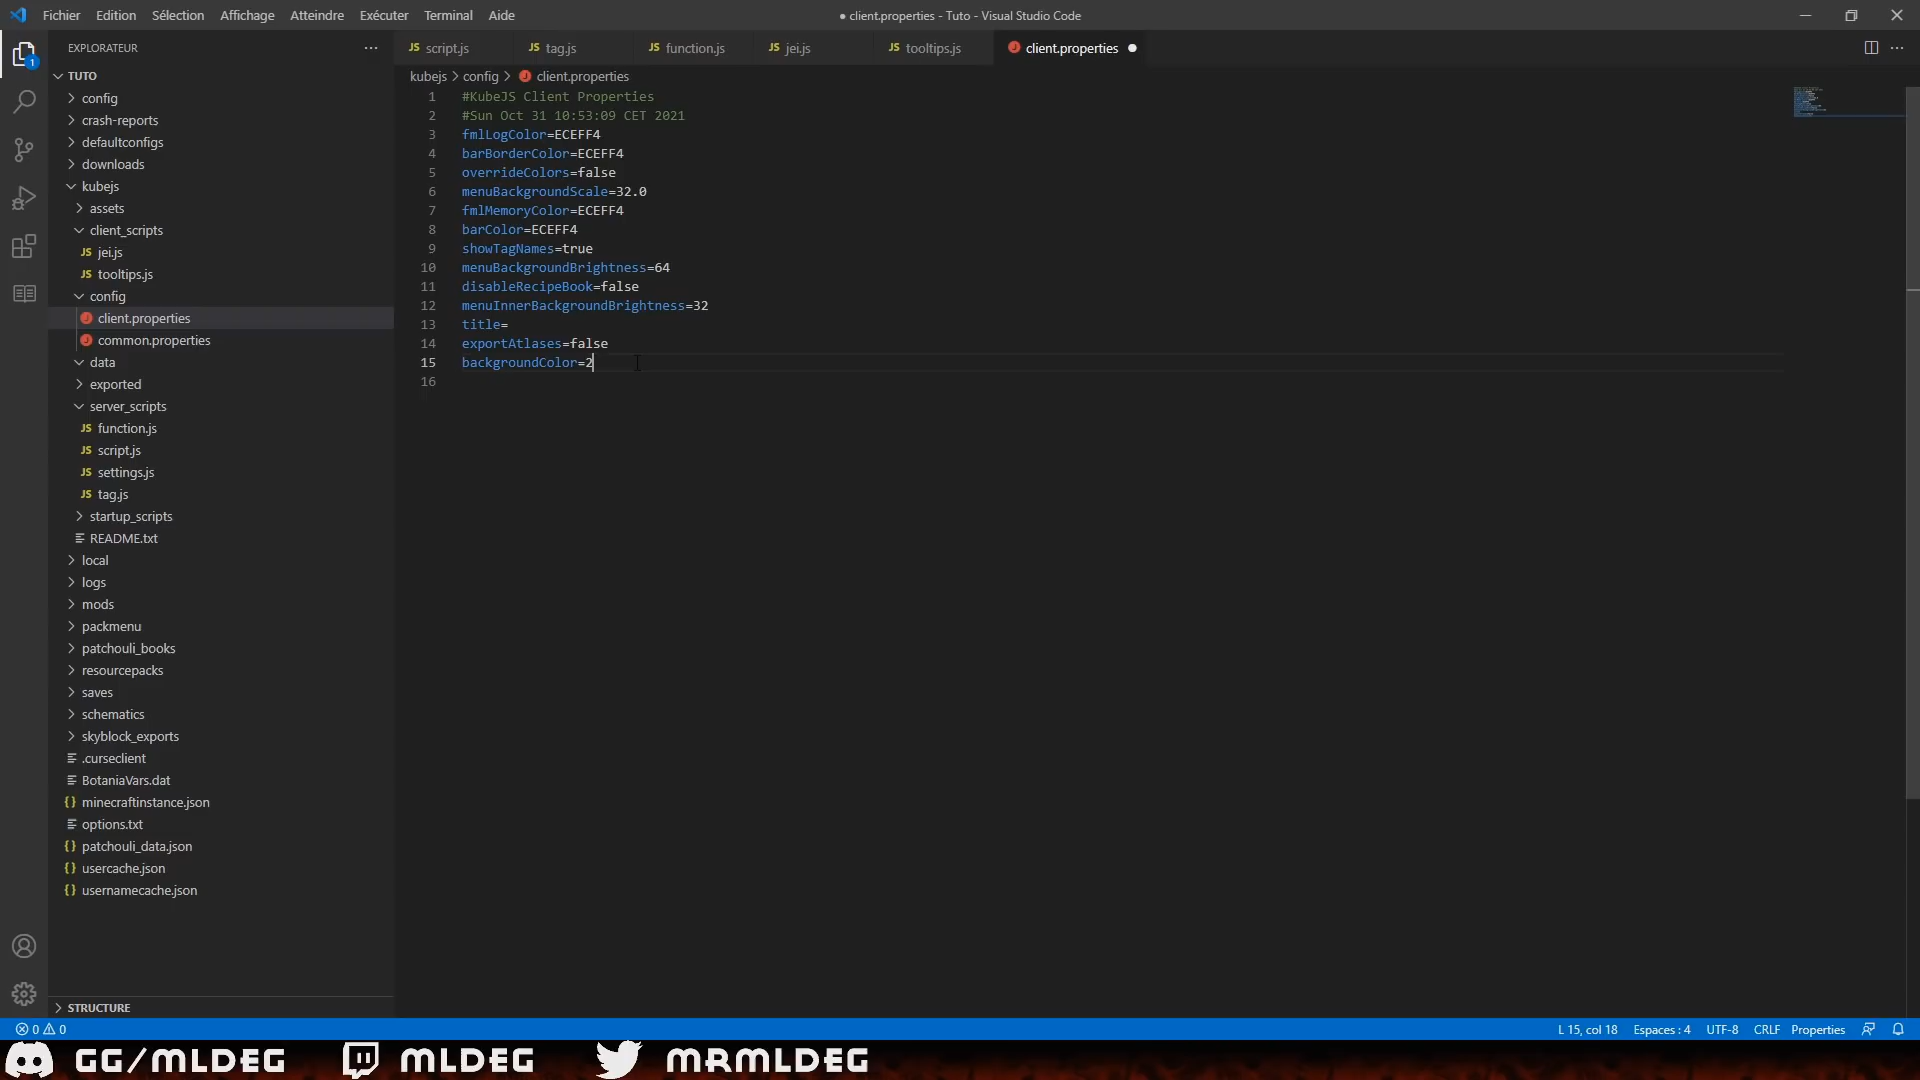 Fichier Edition Sélection Affichage Atteindre Exécuter Terminal Aide
● client.properties - Tuto - Visual Studio Code
EXPLORATEUR
script.js tag.js function.js jei.js tooltips.js client.properties
JS JS JS JS JS
1
kubejs > config > client.properties
TUTO
config
crash-reports
defaultconfigs
downloads
kubejs
assets
client_scripts
JS jei.js
JS tooltips.js
config
client.properties
common.properties
data
exported
server_scripts
JS function.js
JS script.js
JS settings.js
JS tag.js
startup_scripts
README.txt
local
logs
mods
packmenu
patchouli_books
resourcepacks
saves
schematics
skyblock_exports
.curseclient
BotaniaVars.dat
{} minecraftinstance.json
options.txt
{} patchouli_data.json
{} usercache.json
{} usernamecache.json
STRUCTURE
1 #KubeJS Client Properties
2 #Sun Oct 31 10:53:09 CET 2021
3 fmlLogColor=ECEFF4
4 barBorderColor=ECEFF4
5 overrideColors=false
6 menuBackgroundScale=32.0
7 fmlMemoryColor=ECEFF4
8 barColor=ECEFF4
9 showTagNames=true
10 menuBackgroundBrightness=64
11 disableRecipeBook=false
12 menuInnerBackgroundBrightness=32
13 title=
14 exportAtlases=false
15 backgroundColor=2
16
0 0
L 15, col 18 Espaces : 4 UTF-8 CRLF Properties
GG/MLDEG MLDEG MRMLDEG